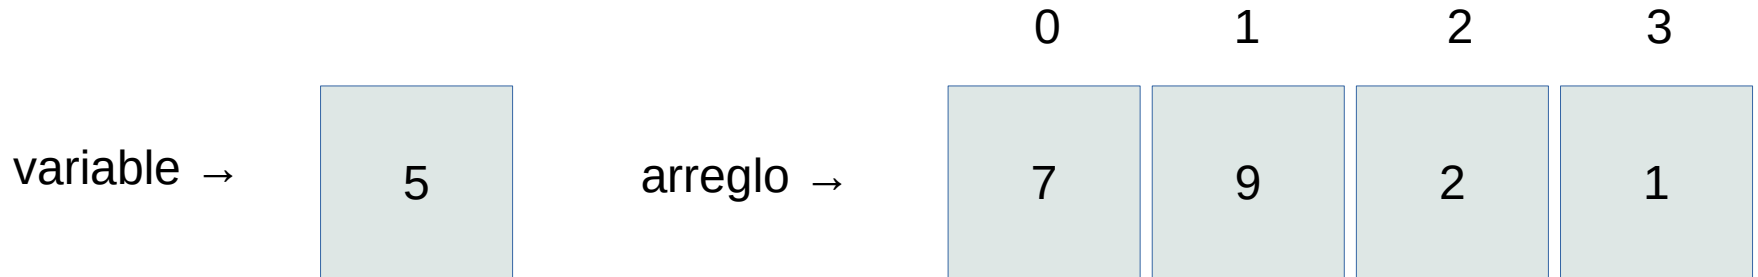 0 1 2 3
variable → 5 arreglo → 7 9 2 1